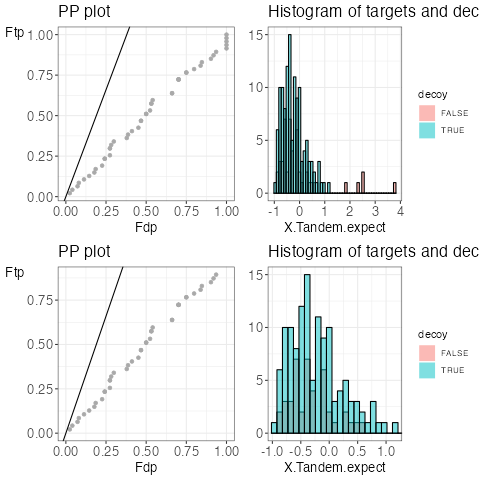 PP plot
Histogram of targets and dec
Ftp
1.00
0.75
0.50
0.25
0.00
0.00 0.25 0.50 0.75 1.00
Fdp
15
10
5
0
-1 0 1 2 3 4
X.Tandem.expect
decoy
FALSE
TRUE
PP plot
Histogram of targets and dec
Ftp
0.75
0.50
0.25
0.00
0.00 0.25 0.50 0.75 1.00
Fdp
15
10
5
0
-1.0 -0.5 0.0 0.5 1.0
X.Tandem.expect
decoy
FALSE
TRUE